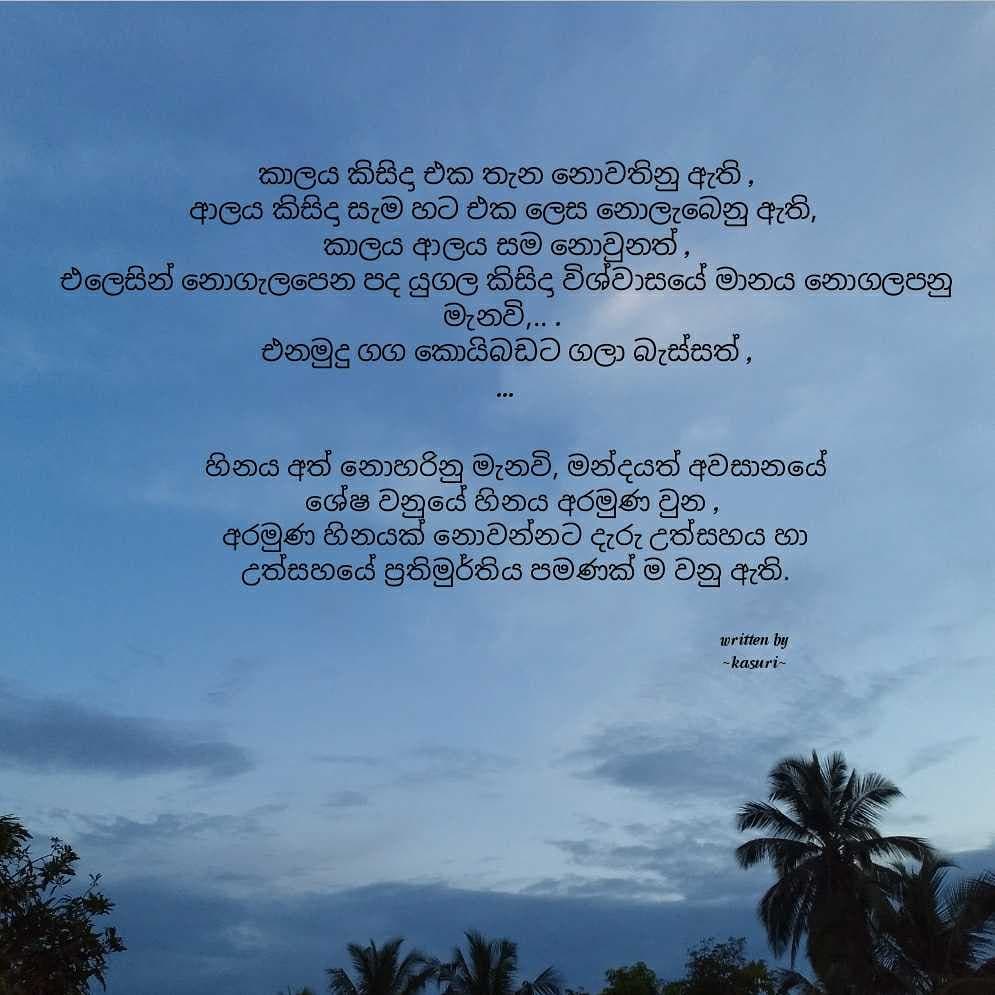 කාලය කිසිදා එක තැන නොවතිනු ඇති ,
ආලය කිසිදා සැම හට එක ලෙස නොලැබෙනු ඇති,
කාලය ආලය සම නොවුනත් ,
එලෙසින් නොගැලපෙන පද යුගල කිසිදා විශ්වාසයේ මානය නොගලපනු
මැනවි,.. .
එනමුදු ගඟ කොයිබඩට ගලා බැස්සත් ,
...
හිනය අත් නොහරිනු මැනවි, මන්දයත් අවසානයේ
ශේෂ වනුයේ හිනය අරමුණ වුන ,
අරමුණ හිනයක් නොවන්නට දැරු උත්සහය හා
උත්සහයේ ප්‍රතිමුර්තිය පමණක් ම වනු ඇති.
written by
~kasuri~